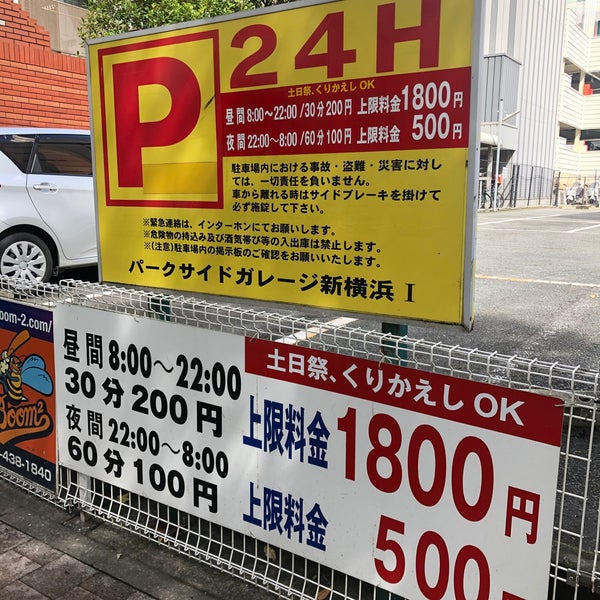 P
24H
土日祭、くりかえし OK
昼間 8:00〜22:00 /30分 200円 上限料金 1800円
夜間 22:00〜8:00 /60分 100円 上限料金 500円
駐車場内における事故・盗難・災害に対し
ては、一切責任を負いません。
車から離れる時はサイドブレーキを掛けて
必ず施錠して下さい。
※緊急連絡は、インターホンにてお願いします。
※危険物の持込み及び酒気帯び等の入出庫は禁止します。
※(注意)駐車場内の掲示板のご確認をお願いいたします。
パークサイドガレージ新横浜 I
oom-2.com/
Boom²
-438-1840
昼間 8:00〜22:00
30分 200円
夜間 22:00〜8:00
60分 100円
土日祭、くりかえし OK
上限料金 1800円
上限料金 500円